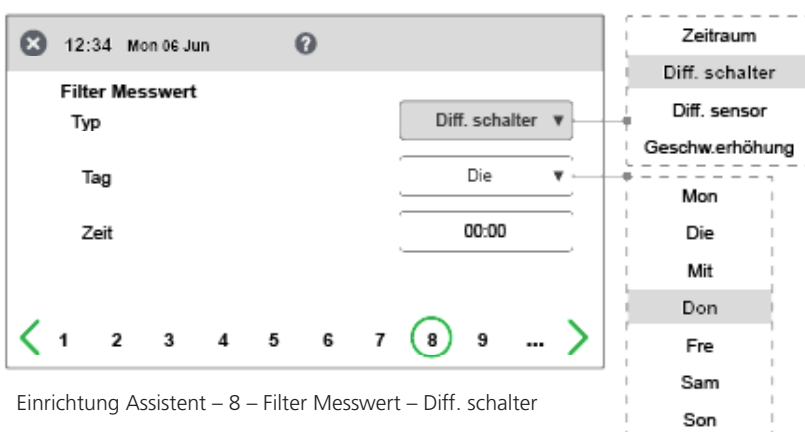 12:34 Mon 06 Jun ?
Filter Messwert
Typ
Diff. schalter ▼
Tag
Die ▼
Zeit
00:00
1 2 3 4 5 6 7 8 9 ...
Zeitraum
Diff. schalter
Diff. sensor
Geschw.erhöhung
Mon
Die
Mit
Don
Fre
Sam
Son
Einrichtung Assistent – 8 – Filter Messwert – Diff. schalter